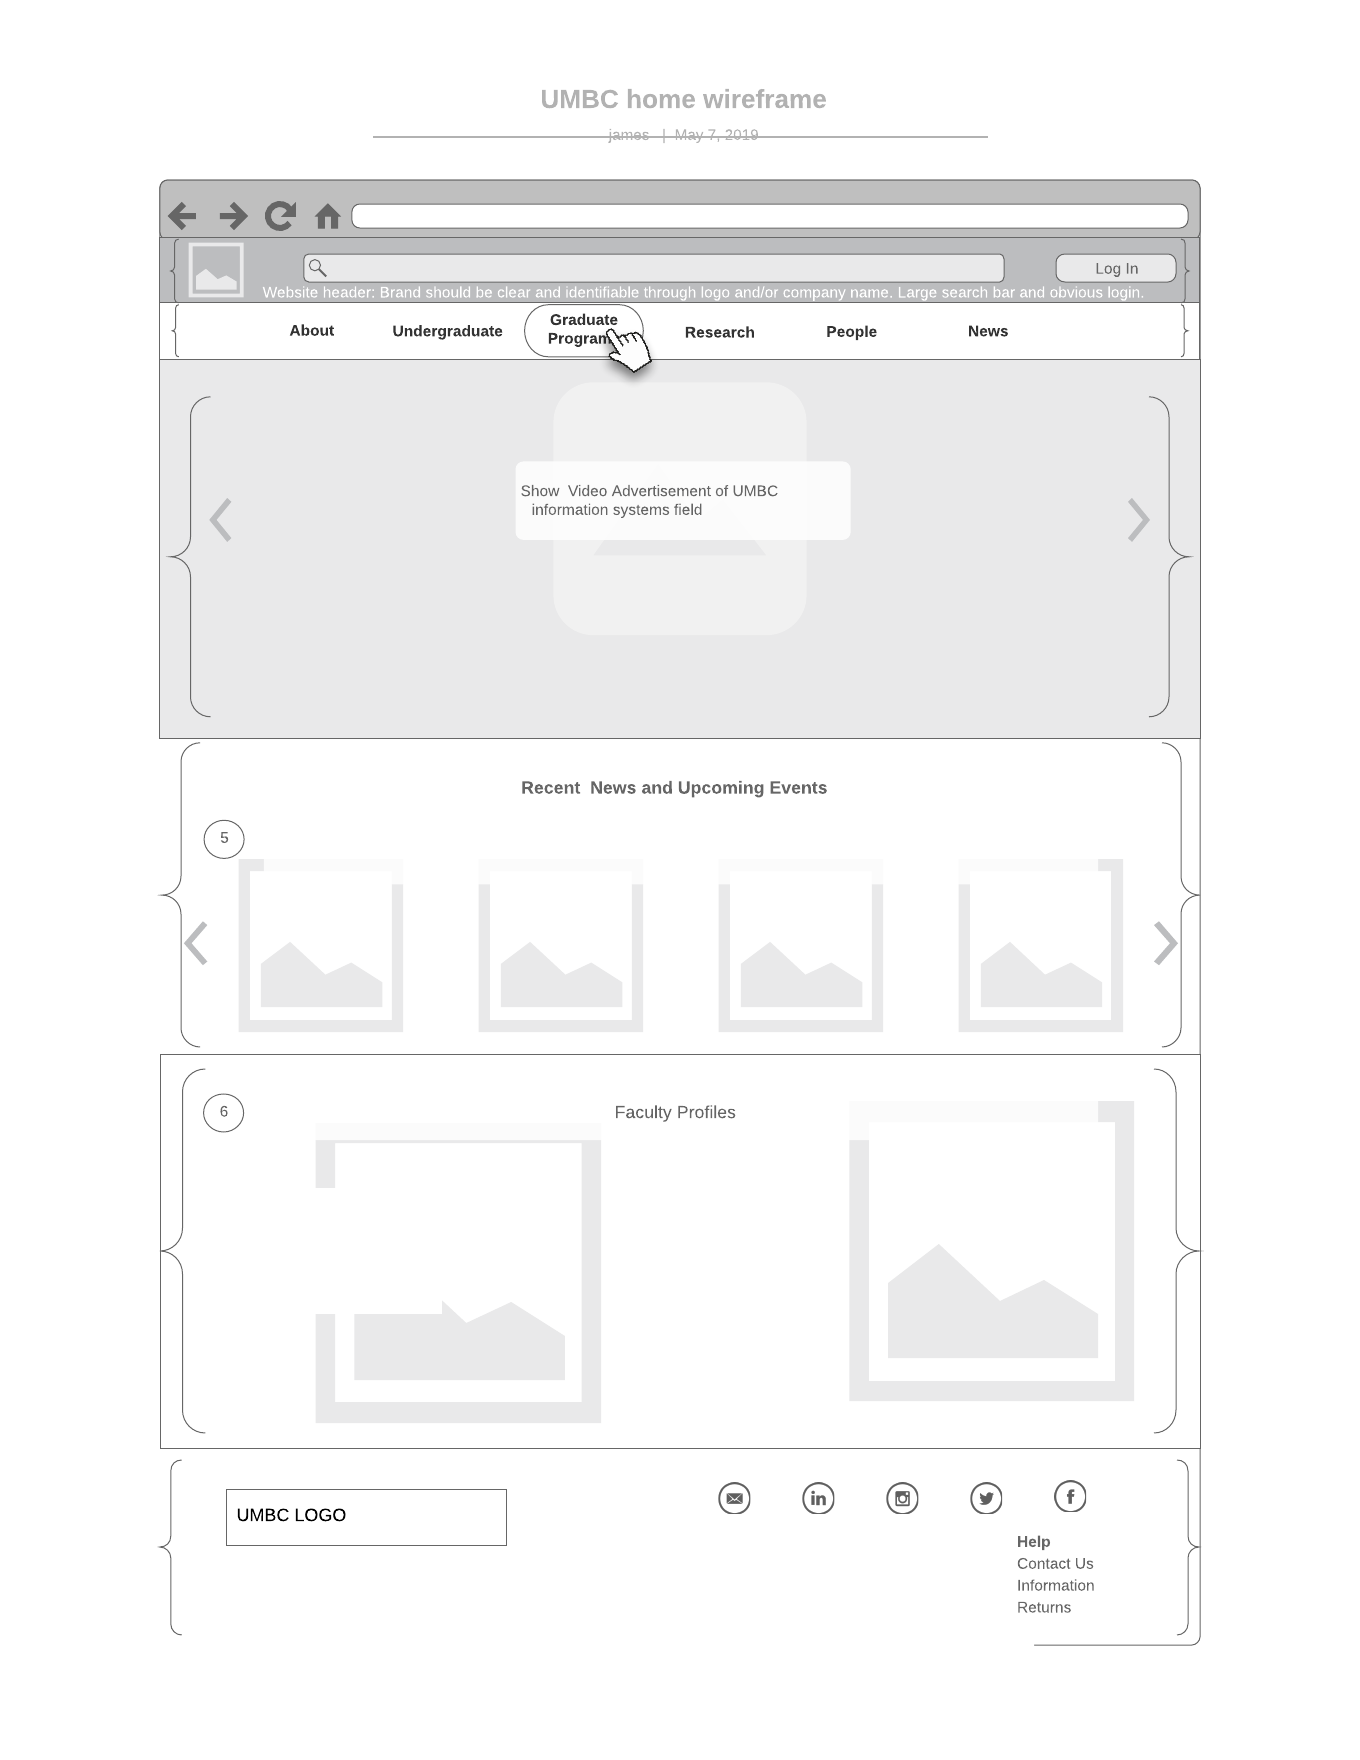 UMBC home wireframe
james | May 7, 2019
Log In
Website header: Brand should be clear and identifiable through logo and/or company name. Large search bar and obvious login.
About Undergraduate Graduate Research People News
Program
Show Video Advertisement of UMBC
information systems field
Recent News and Upcoming Events
5
6
Faculty Profiles
UMBC LOGO
Help
Contact Us
Information
Returns